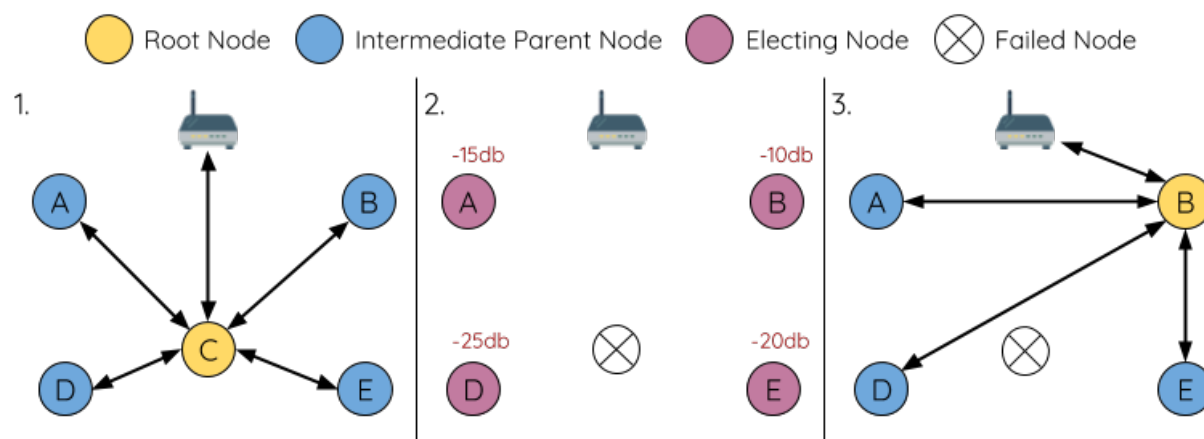 Root Node Intermediate Parent Node Electing Node Failed Node
1.
A
B
C
D
E
2.
-15db
-10db
A
B
-25db
-20db
D
E
3.
A
B
D
E